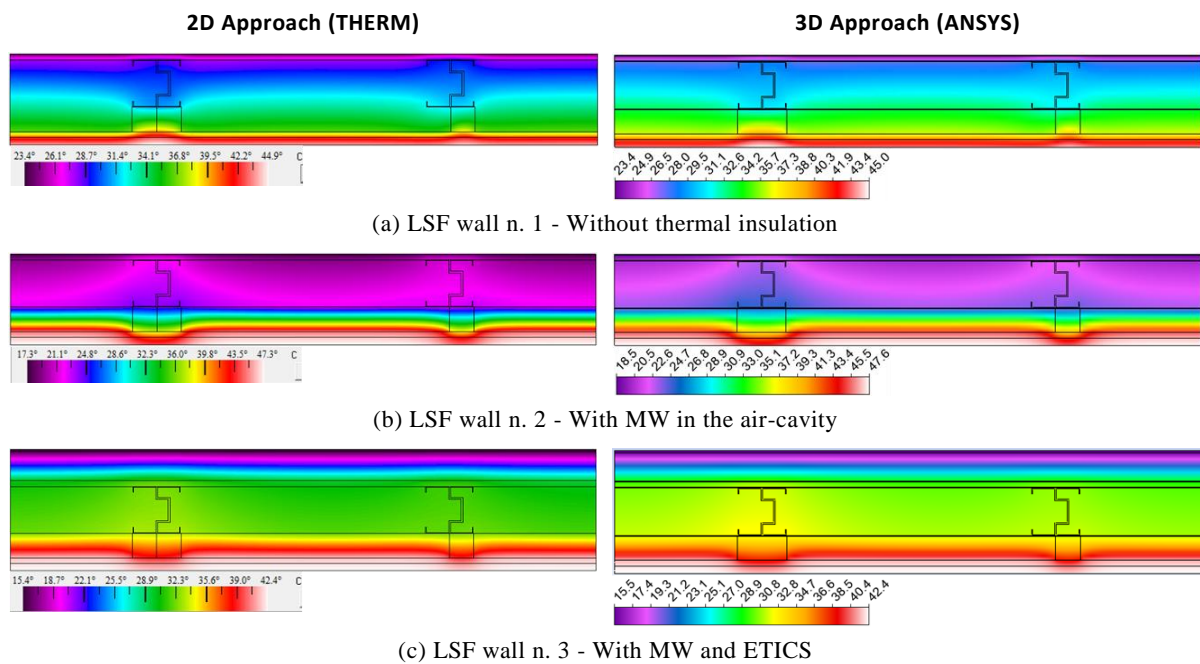 2D Approach (THERM)
3D Approach (ANSYS)
23.4° 26.1° 28.7° 31.4° 34.1° 36.8° 39.5° 42.2° 44.9° C
23.4 24.9 26.5 28.0 29.5 31.1 32.6 34.2 35.7 37.3 38.8 40.3 41.9 43.4 45.0
(a) LSF wall n. 1 - Without thermal insulation
17.3° 21.1° 24.8° 28.6° 32.3° 36.0° 39.8° 43.5° 47.3° C
18.5 20.5 22.6 24.7 26.8 28.9 30.9 33.0 35.1 37.2 39.3 41.3 43.4 45.5 47.6
(b) LSF wall n. 2 - With MW in the air-cavity
15.4° 18.7° 22.1° 25.5° 28.9° 32.3° 35.6° 39.0° 42.4° C
15.5 17.4 19.3 21.2 23.1 25.1 27.0 28.9 30.8 32.8 34.7 36.6 38.5 40.4 42.4
(c) LSF wall n. 3 - With MW and ETICS